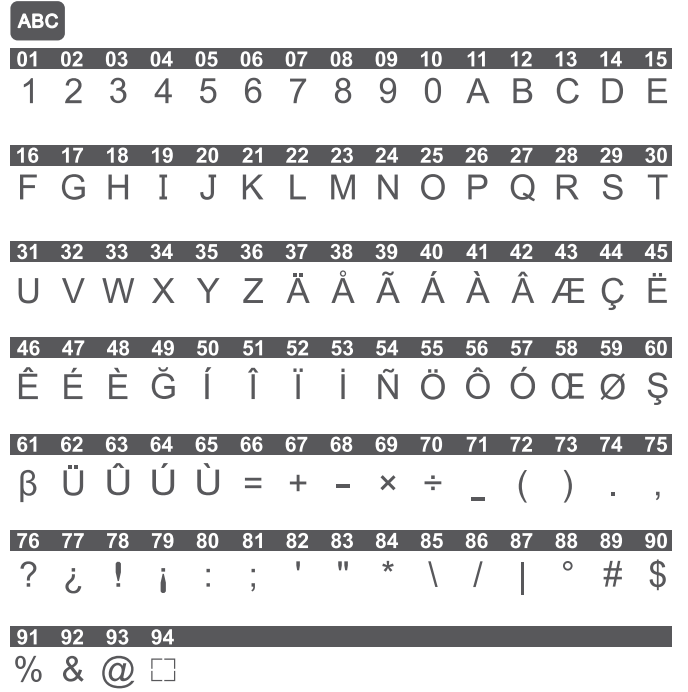 ABC
01 02 03 04 05 06 07 08 09 10 11 12 13 14 15
1 2 3 4 5 6 7 8 9 0 A B C D E
16 17 18 19 20 21 22 23 24 25 26 27 28 29 30
F G H I J K L M N O P Q R S T
31 32 33 34 35 36 37 38 39 40 41 42 43 44 45
U V W X Y Z Ä Å Ã Á À Â Æ Ç Ë
46 47 48 49 50 51 52 53 54 55 56 57 58 59 60
Ê É È Ğ Í Î Ï İ Ñ Ö Ô Ó Œ Ø Ş
61 62 63 64 65 66 67 68 69 70 71 72 73 74 75
β Ü Û Ú Ù = + − × ÷ _ ( ) . ,
76 77 78 79 80 81 82 83 84 85 86 87 88 89 90
? ¿ ! ¡ : ; ' " * \ / | ° # $
91 92 93 94
% & @ ⬚